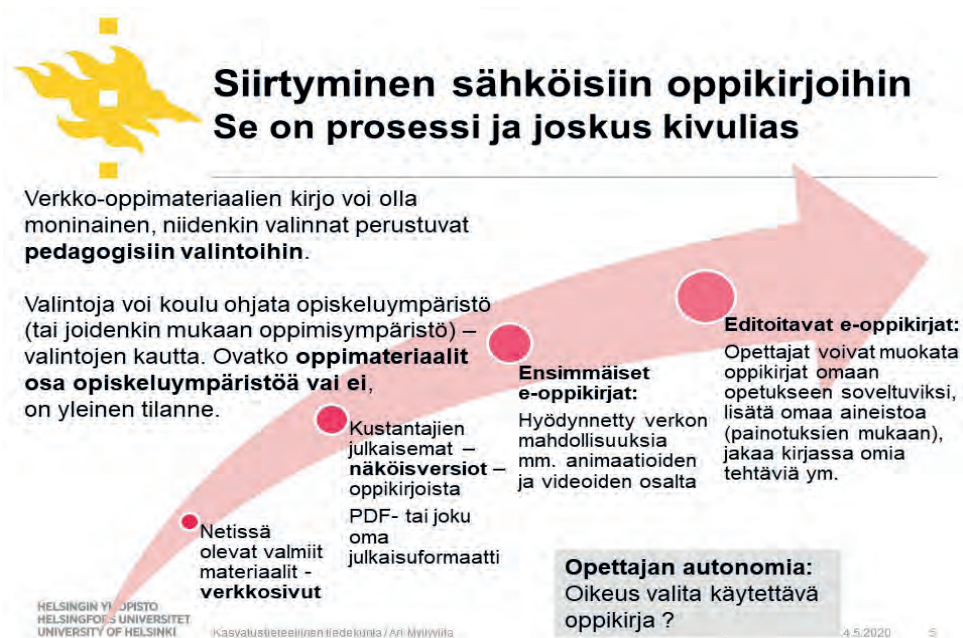 Siirtyminen sähköisiin oppikirjoihin
Se on prosessi ja joskus kivulias
Verkko-oppimateriaalien kirjo voi olla
moninainen, niidenkin valinnat perustuvat
pedagogisiin valintoihin.
Valintoja voi koulu ohjata opiskeluympäristö
(tai joidenkin mukaan oppimisympäristö) –
valintojen kautta. Ovatko oppimateriaalit
osa opiskeluympäristöä vai ei,
on yleinen tilanne.
Netissä
olevat valmiit
materiaalit -
verkkosivut
Kustantajien
julkaisemat –
näköisversiot –
oppikirjoista
PDF- tai joku
oma
julkaisuformaatti
Ensimmäiset
e-oppikirjat:
Hyödynnetty verkon
mahdollisuuksia
mm. animaatioiden
ja videoiden osalta
Editoitavat e-oppikirjat:
Opettajat voivat muokata
oppikirjat omaan
opetukseen soveltuviksi,
lisätä omaa aineistoa
(painotuksien mukaan),
jakaa kirjassa omia
tehtäviä ym.
Opettajan autonomia:
Oikeus valita käytettävä
oppikirja ?
HELSINGIN YLIOPISTO
HELSINGFORS UNIVERSITET
UNIVERSITY OF HELSINKI
Kasvatustieteellinen tiedekunta / Ari Myllyviita
4.5.2020
5